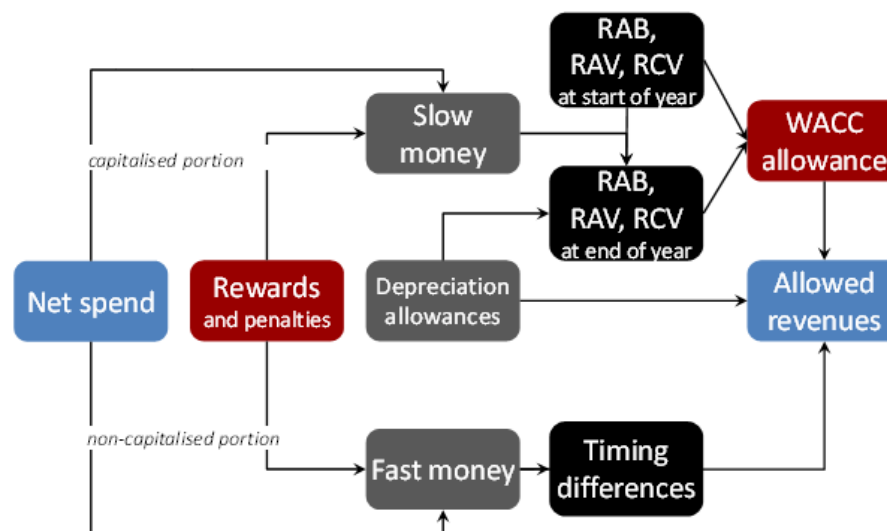 RAB,
RAV, RCV
at start of year
Slow
money
WACC
allowance
capitalised portion
RAB,
RAV, RCV
at end of year
Net spend
Rewards
and penalties
Depreciation
allowances
Allowed
revenues
non-capitalised portion
Fast money
Timing
differences